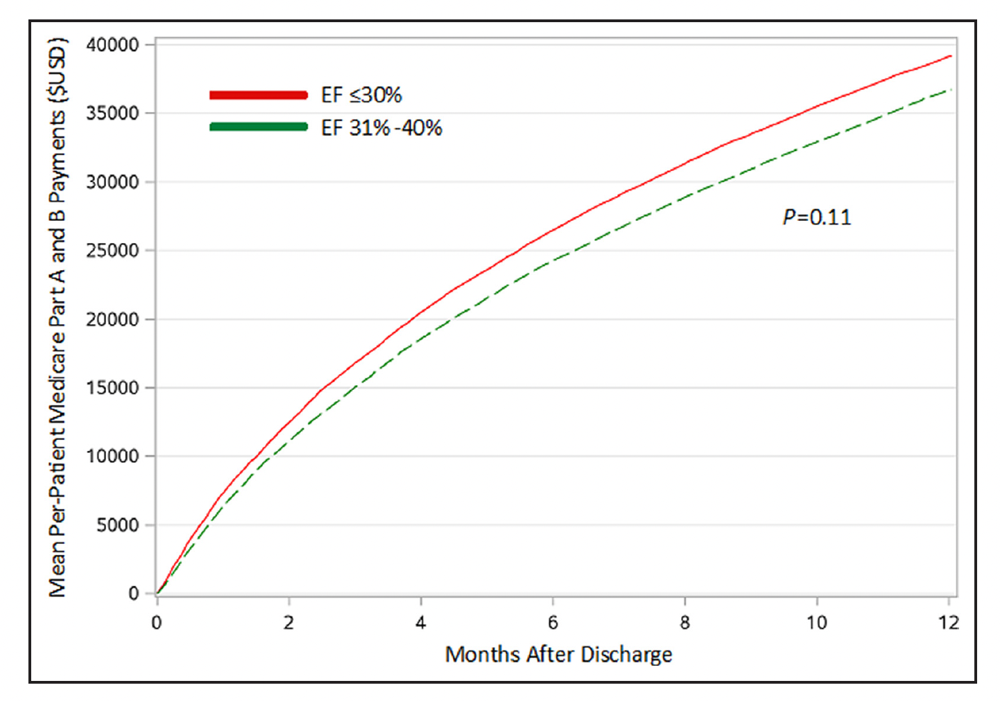 Mean Per-Patient Medicare Part A and B Payments ($USD)
40000
35000
30000
25000
20000
15000
10000
5000
0
EF ≤30%
EF 31% -40%
P=0.11
0 2 4 6 8 10 12
Months After Discharge